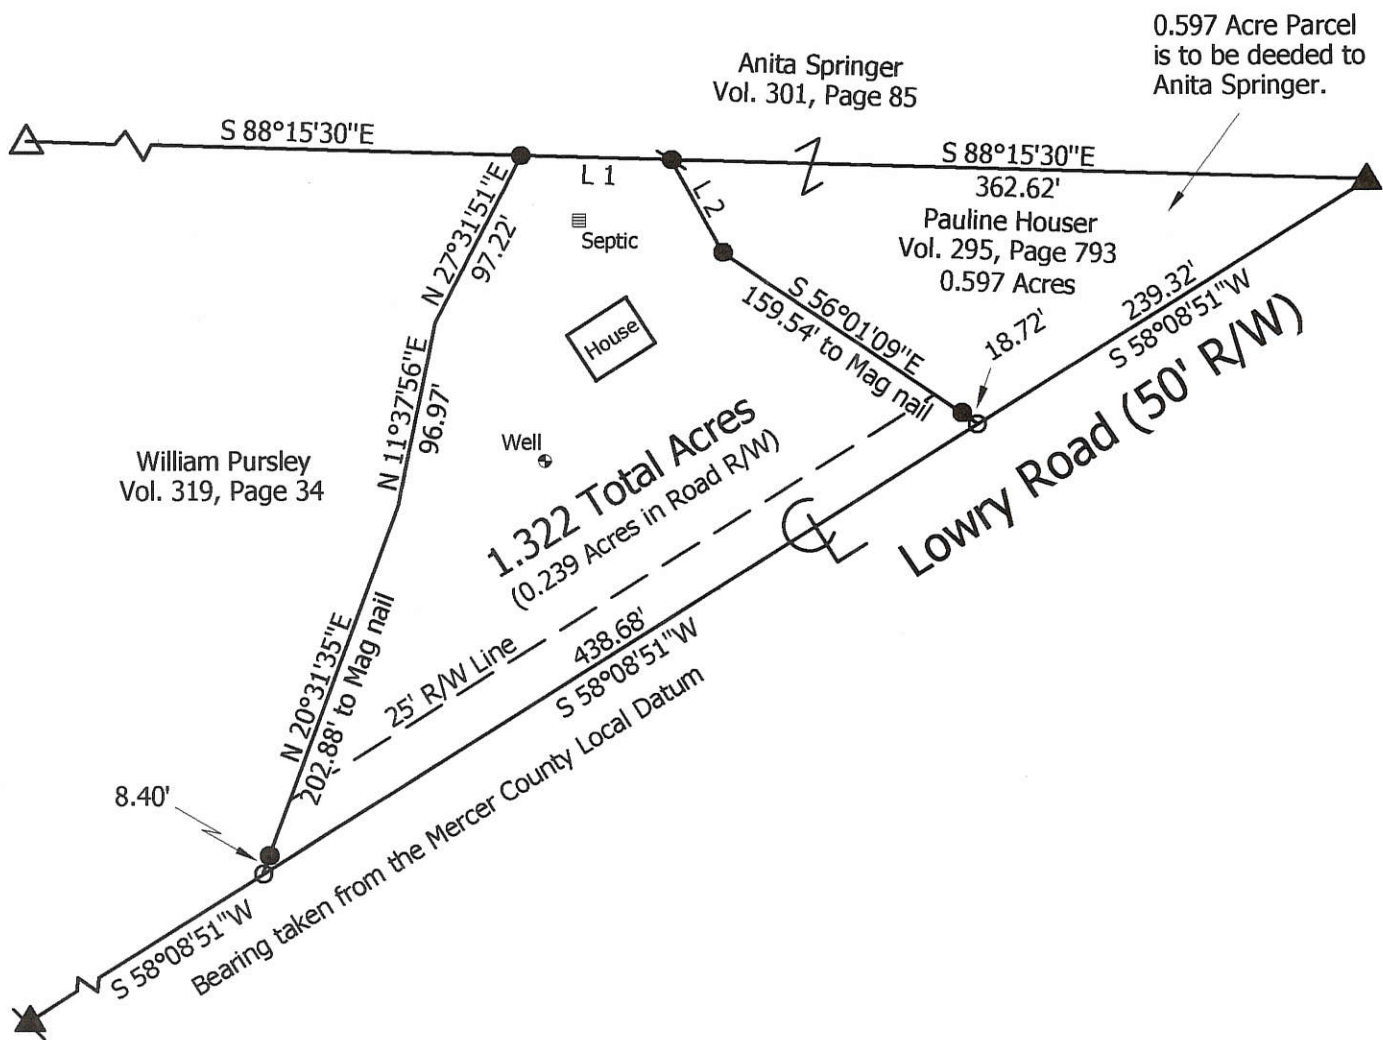 0.597 Acre Parcel
is to be deeded to
Anita Springer.
Anita Springer
Vol. 301, Page 85
S 88°15'30"E
L 1
L 2
S 88°15'30"E
362.62'
Pauline Houser
Vol. 295, Page 793
0.597 Acres
N 27°31'51"E
97.22'
Septic
House
S 56°01'09"E
159.54' to Mag nail
18.72'
239.32'
S 58°08'51"W
Lowry Road (50' R/W)
N 11°37'56"E
96.97'
Well
William Pursley
Vol. 319, Page 34
1.322 Total Acres
(0.239 Acres in Road R/W)
N 20°31'35"E
202.88' to Mag nail
25' R/W Line
438.68'
S 58°08'51"W
CL
8.40'
S 58°08'51"W
Bearing taken from the Mercer County Local Datum